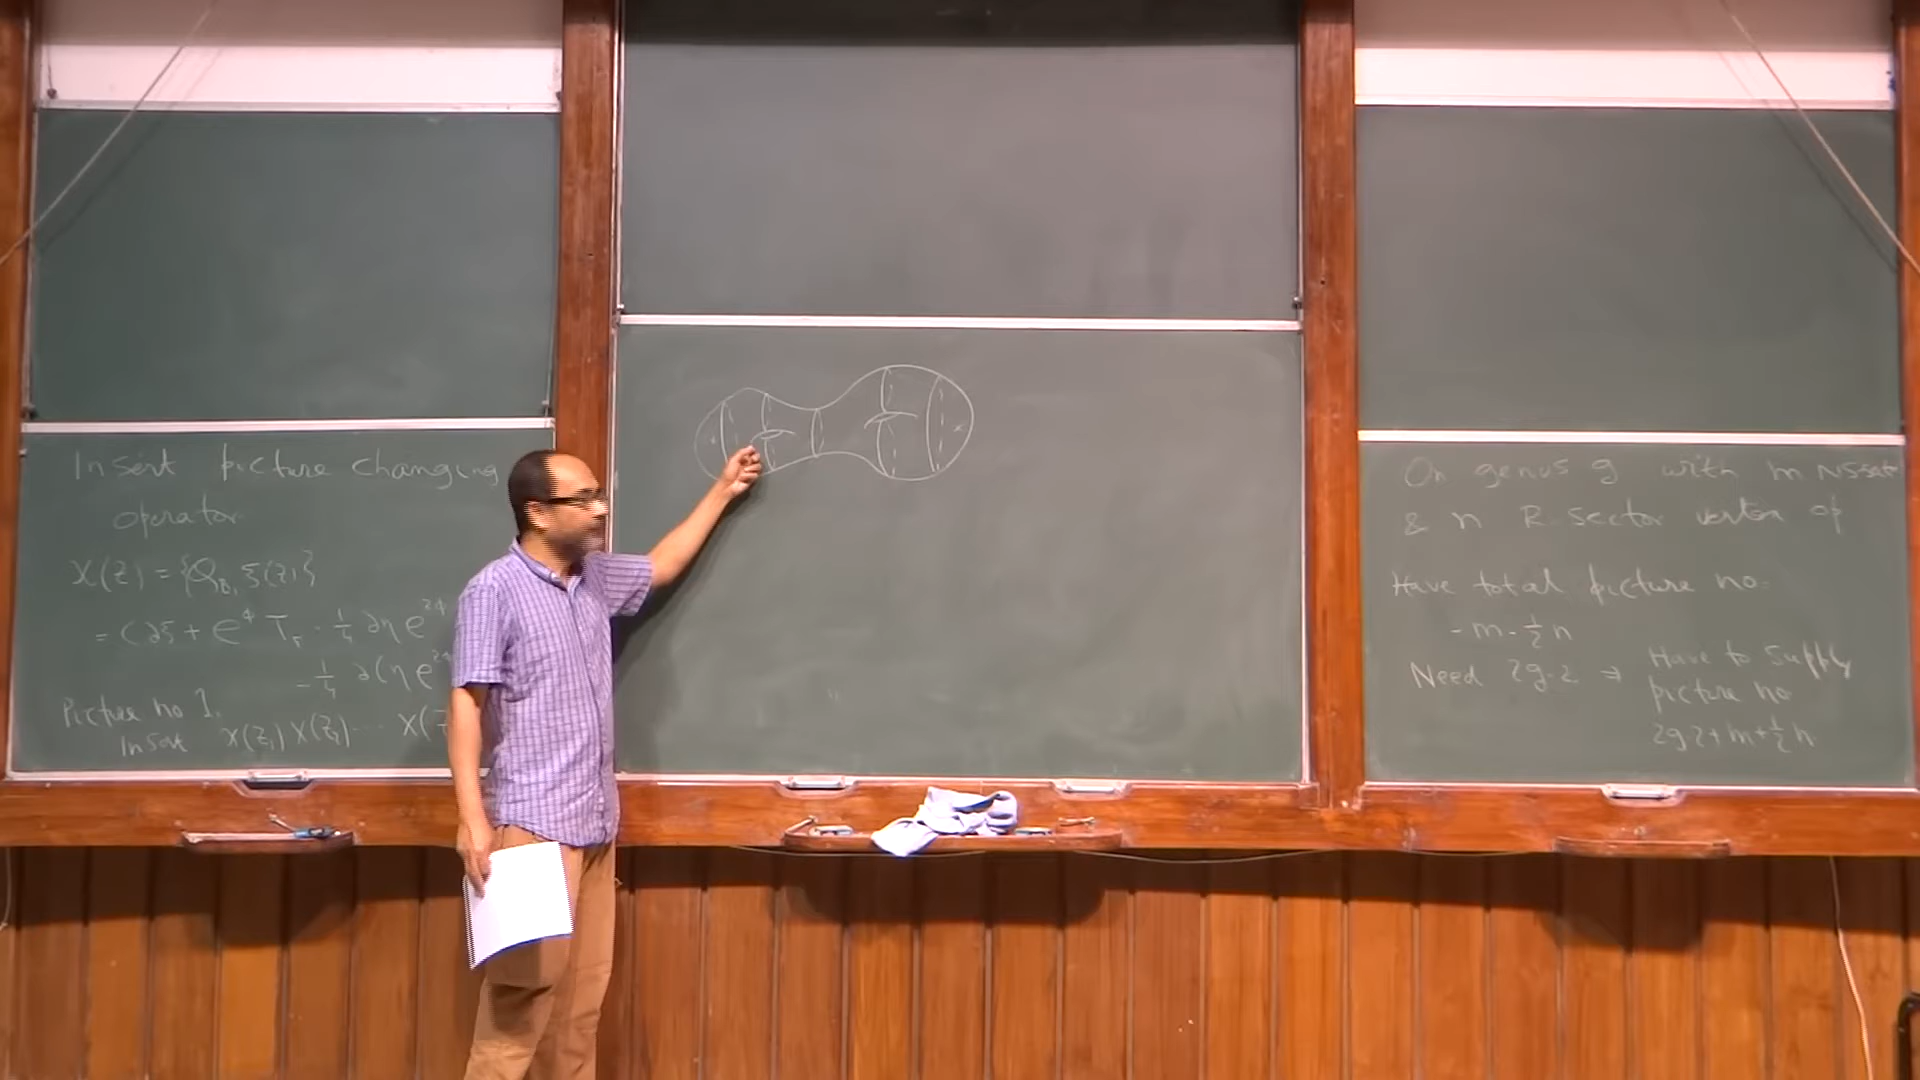 Insert picture changing
operator
X(z) = {Q_B, ξ(z)}
= c∂ξ + e^φ T_F - 1/4 ∂η e^{2φ}
- 1/4 ∂(η e^{2φ}
Picture no 1.
Insert X(z_1) X(z_2) ... X(z
On genus g with m NS sect
& n R-sector vertex op
Have total picture no.
-m - 1/2 n
Need 2g-2 ⇒ Have to supply
picture no
2g-2+m+1/2 n